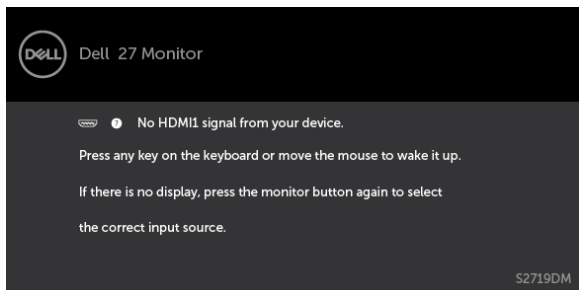 DELL
Dell 27 Monitor
? No HDMI1 signal from your device.
Press any key on the keyboard or move the mouse to wake it up.
If there is no display, press the monitor button again to select
the correct input source.
S2719DM